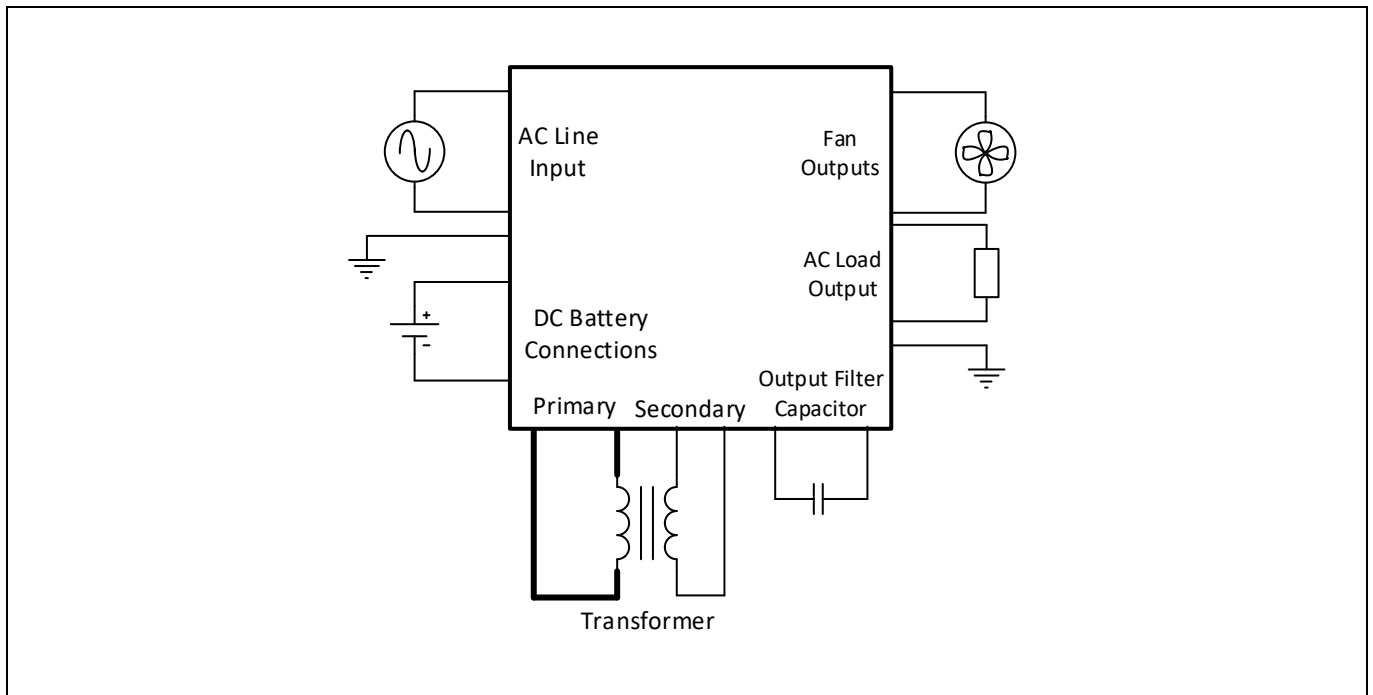 AC Line
Input
Fan
Outputs
AC Load
Output
+
-
DC Battery
Connections
Output Filter
Capacitor
Primary
Secondary
Transformer